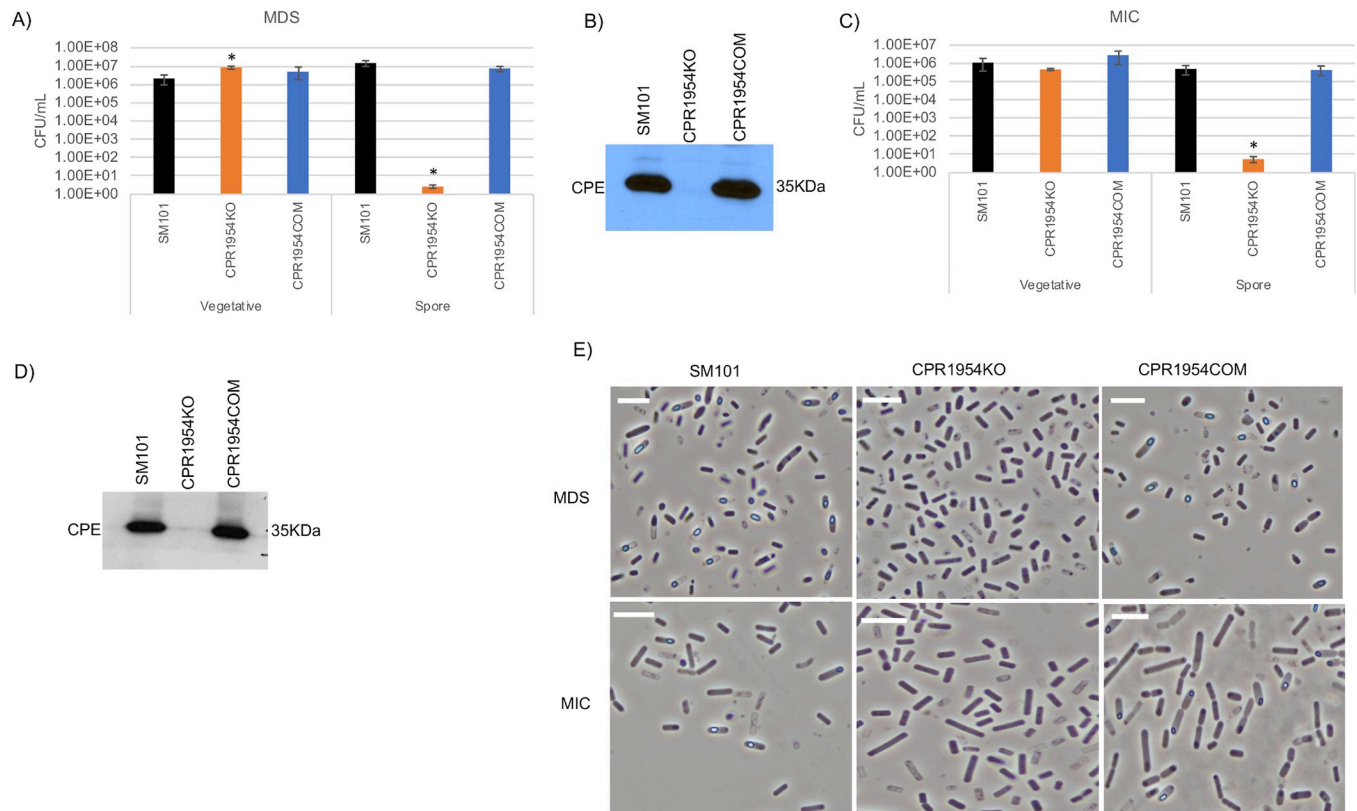 A)
MDS
1.00E+08
1.00E+07
1.00E+06
1.00E+05
1.00E+04
1.00E+03
1.00E+02
1.00E+01
1.00E+00
CFU/mL
*
*
SM101
CPR1954KO
CPR1954COM
SM101
CPR1954KO
CPR1954COM
Vegetative
Spore
B)
SM101
CPR1954KO
CPR1954COM
CPE
35KDa
C)
MIC
1.00E+07
1.00E+06
1.00E+05
1.00E+04
1.00E+03
1.00E+02
1.00E+01
1.00E+00
CFU/mL
*
SM101
CPR1954KO
CPR1954COM
SM101
CPR1954KO
CPR1954COM
Vegetative
Spore
D)
SM101
CPR1954KO
CPR1954COM
CPE
35KDa
E)
SM101
CPR1954KO
CPR1954COM
MDS
MIC